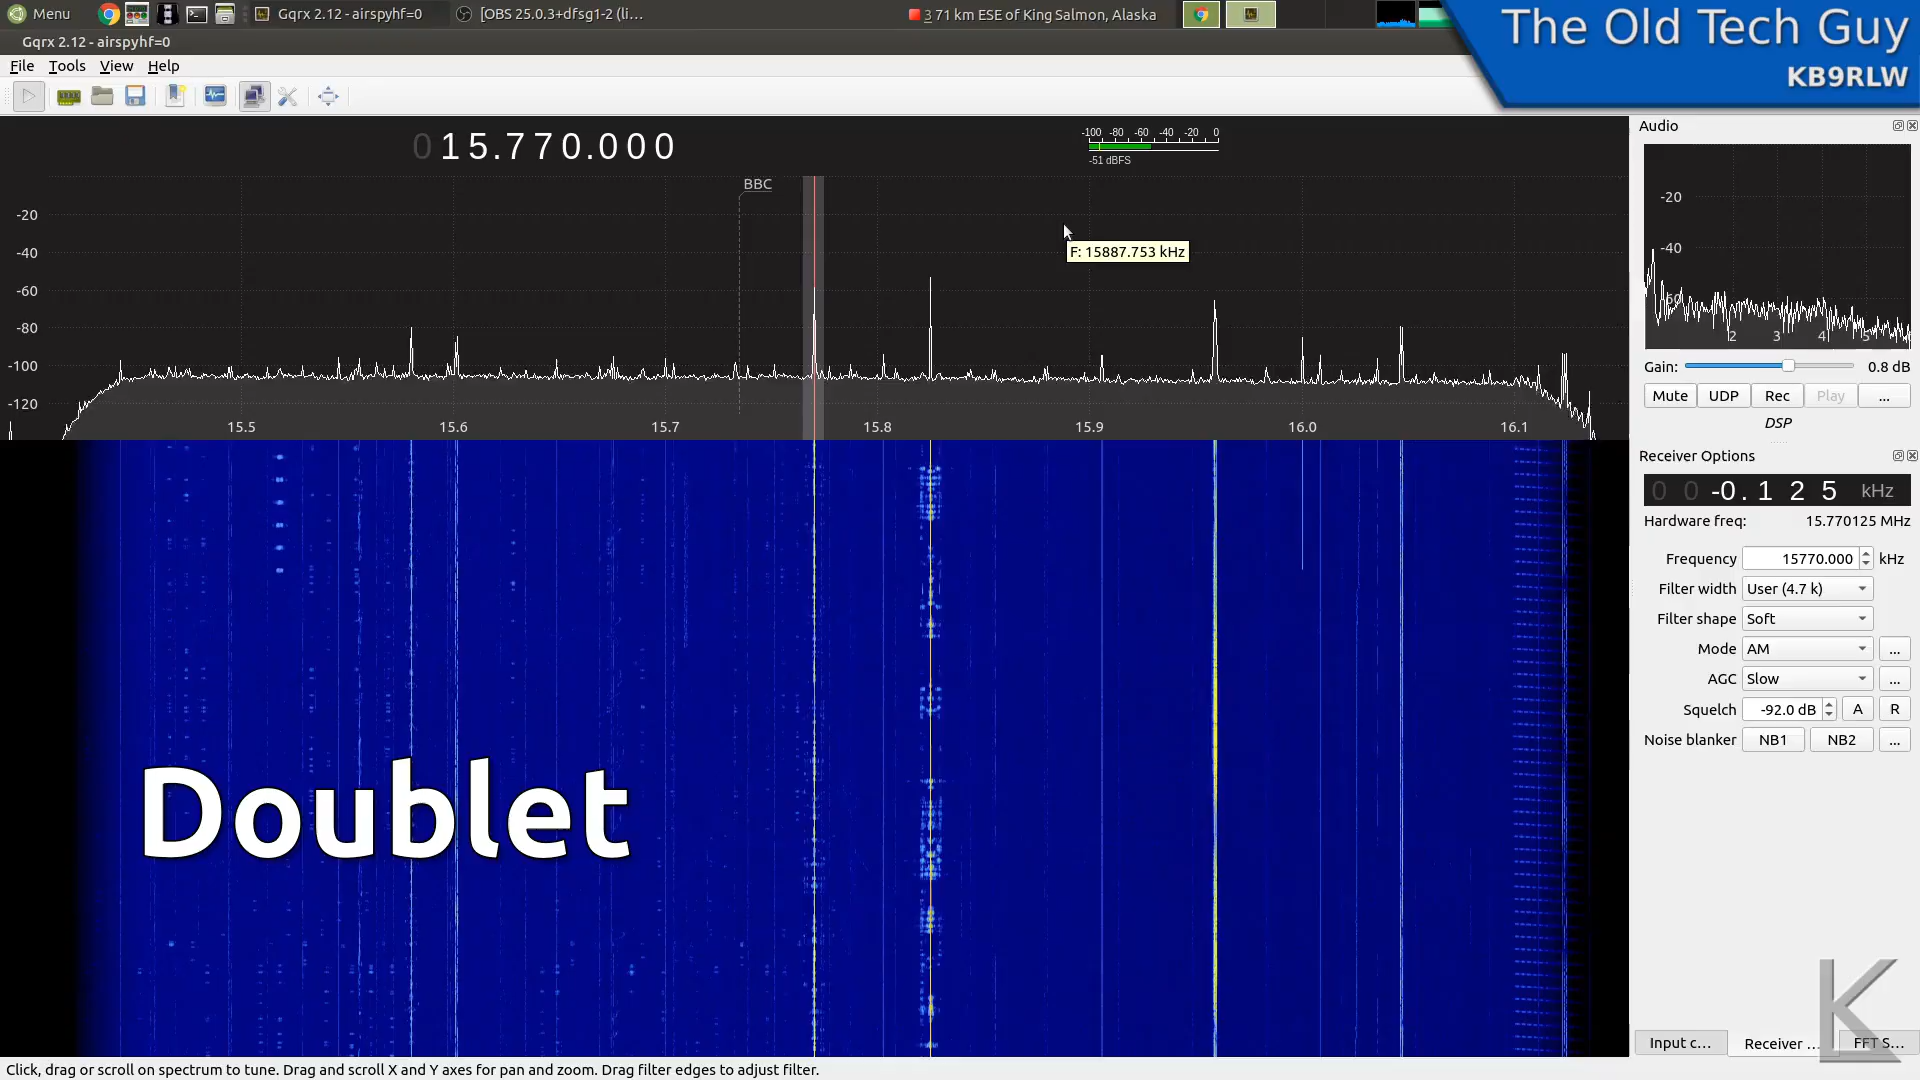 Menu
Gqrx 2.12 - airspyhf=0
[OBS 25.0.3+dfsg1-2 (li...
3 71 km ESE of King Salmon, Alaska
The Old Tech Guy
KB9RLW
Gqrx 2.12 - airspyhf=0
File Tools View Help
015.770.000
-100 -80 -60 -40 -20 0
-51 dBFS
BBC
F: 15887.753 kHz
-20
-40
-60
-80
-100
-120
15.5 15.6 15.7 15.8 15.9 16.0 16.1
Doublet
Audio
-20
-40
-60
2 3 4 5
Gain: 0.8 dB
Mute UDP Rec Play ...
DSP
Receiver Options
0 0 -0.1 2 5 kHz
Hardware freq: 15.770125 MHz
Frequency 15770.000 kHz
Filter width User (4.7 k)
Filter shape Soft
Mode AM ...
AGC Slow ...
Squelch -92.0 dB A R
Noise blanker NB1 NB2 ...
K
Input c... Receiver ... FFT S...
Click, drag or scroll on spectrum to tune. Drag and scroll X and Y axes for pan and zoom. Drag filter edges to adjust filter.